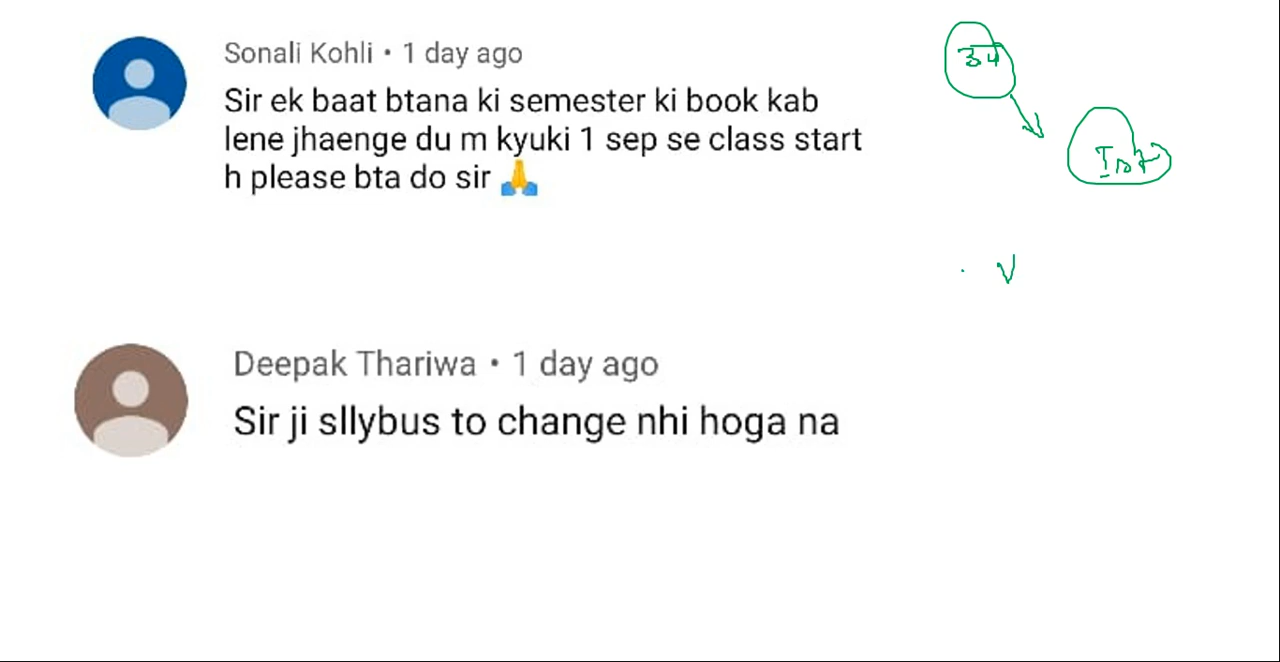 Sonali Kohli • 1 day ago
Sir ek baat btana ki semester ki book kab
lene jhaenge du m kyuki 1 sep se class start
h please bta do sir 🙏
Deepak Thariwa • 1 day ago
Sir ji sllybus to change nhi hoga na